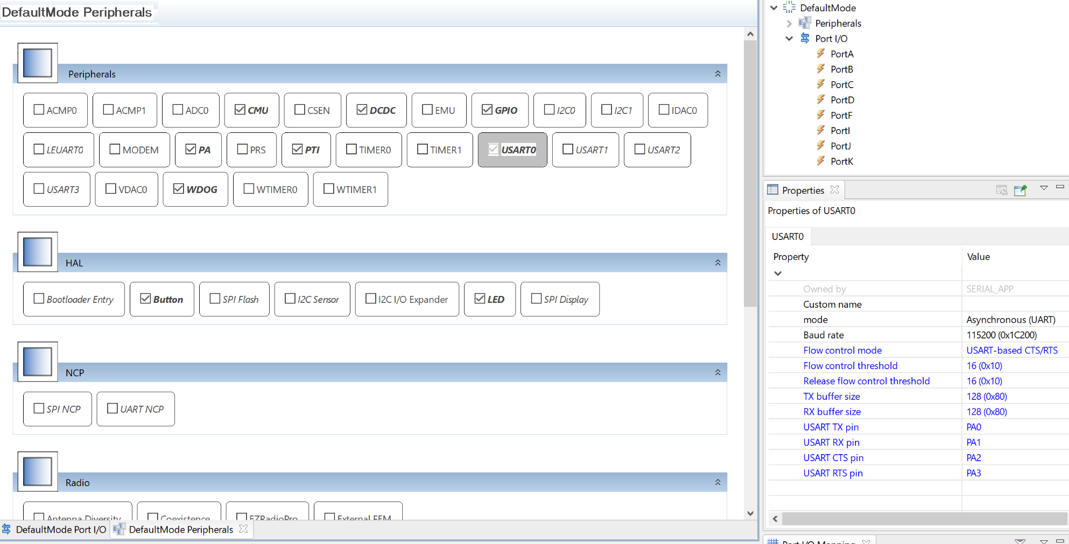 DefaultMode Peripherals
Peripherals
ACMP0 ACMP1 ADC0 CMU CSEN DCDC EMU GPIO I2C0 I2C1 IDAC0
LEUART0 MODEM PA PRS PTI TIMER0 TIMER1 USART0 USART1 USART2
USART3 VDAC0 WDOG WTIMER0 WTIMER1
HAL
Bootloader Entry Button SPI Flash I2C Sensor I2C I/O Expander LED SPI Display
NCP
SPI NCP UART NCP
Radio
Antenna Diversity Coexistence EZRadioPro External FEM
DefaultMode Port I/O DefaultMode Peripherals
DefaultMode
Peripherals
Port I/O
PortA
PortB
PortC
PortD
PortF
PortI
PortJ
PortK
Properties
Properties of USART0
USART0
Property Value
Owned by SERIAL_APP
Custom name
mode Asynchronous (UART)
Baud rate 115200 (0x1C200)
Flow control mode USART-based CTS/RTS
Flow control threshold 16 (0x10)
Release flow control threshold 16 (0x10)
TX buffer size 128 (0x80)
RX buffer size 128 (0x80)
USART TX pin PA0
USART RX pin PA1
USART CTS pin PA2
USART RTS pin PA3
Port I/O Mapping